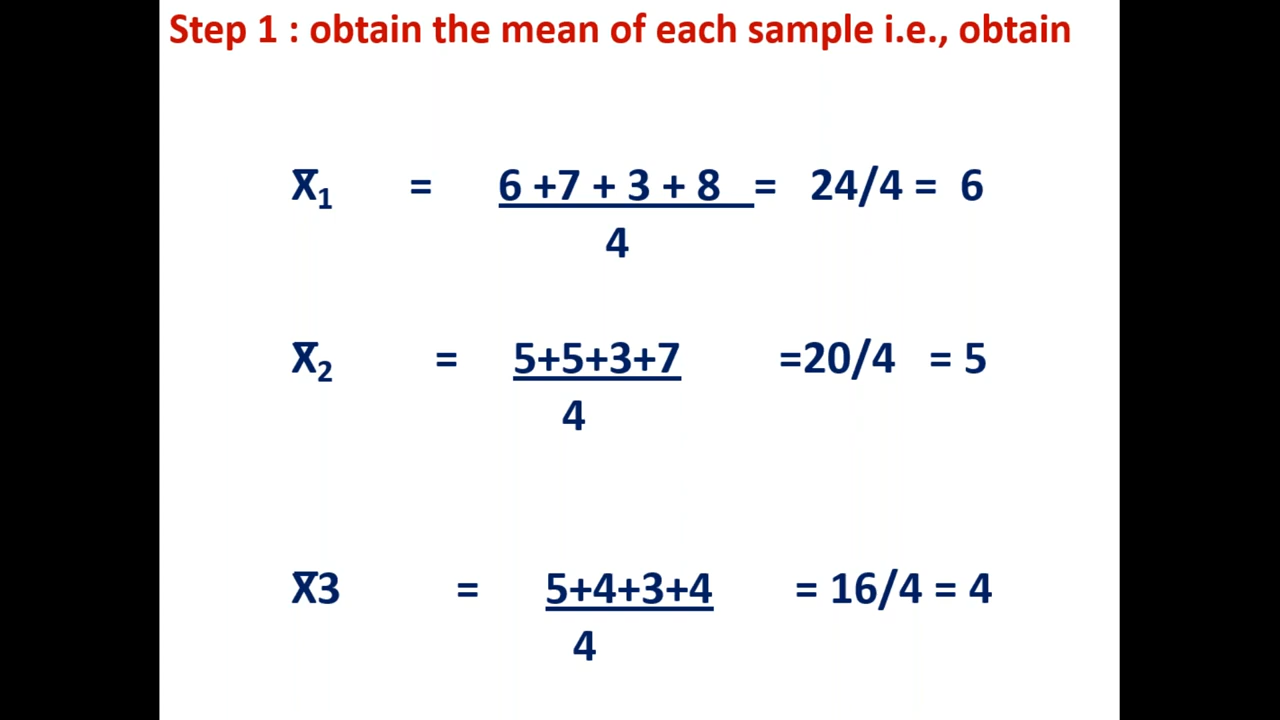 Step 1 : obtain the mean of each sample i.e., obtain
X̅₁ = 6 +7 + 3 + 8 = 24/4 = 6
4
X̅₂ = 5+5+3+7 =20/4 = 5
4
X̅3 = 5+4+3+4 = 16/4 = 4
4